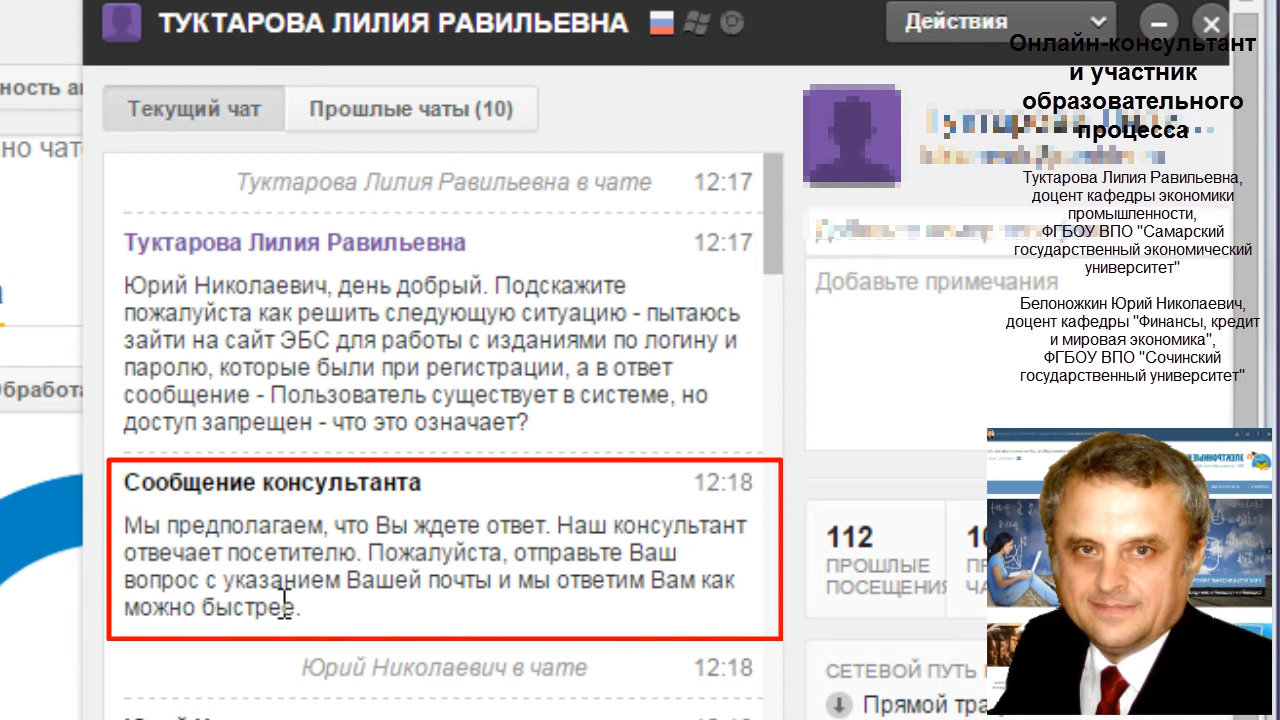 ТУКТАРОВА ЛИЛИЯ РАВИЛЬЕВНА
Действия
Текущий чат
Прошлые чаты (10)
Туктарова Лилия Равильевна в чате 12:17
Туктарова Лилия Равильевна 12:17
Юрий Николаевич, день добрый. Подскажите
пожалуйста как решить следующую ситуацию - пытаюсь
зайти на сайт ЭБС для работы с изданиями по логину и
паролю, которые были при регистрации, а в ответ
сообщение - Пользователь существует в системе, но
доступ запрещен - что это означает?
Сообщение консультанта 12:18
Мы предполагаем, что Вы ждете ответ. Наш консультант
отвечает посетителю. Пожалуйста, отправьте Ваш
вопрос с указанием Вашей почты и мы ответим Вам как
можно быстрее.
Юрий Николаевич в чате 12:18
Добавьте примечания
112
ПРОШЛЫЕ
ПОСЕЩЕНИЯ
СЕТЕВОЙ ПУТЬ
Прямой
Онлайн-консультант
и участник
образовательного
процесса
Туктарова Лилия Равильевна,
доцент кафедры экономики
промышленности,
ФГБОУ ВПО "Самарский
государственный экономический
университет"
Белоножкин Юрий Николаевич,
доцент кафедры "Финансы, кредит
и мировая экономика",
ФГБОУ ВПО "Сочинский
государственный университет"